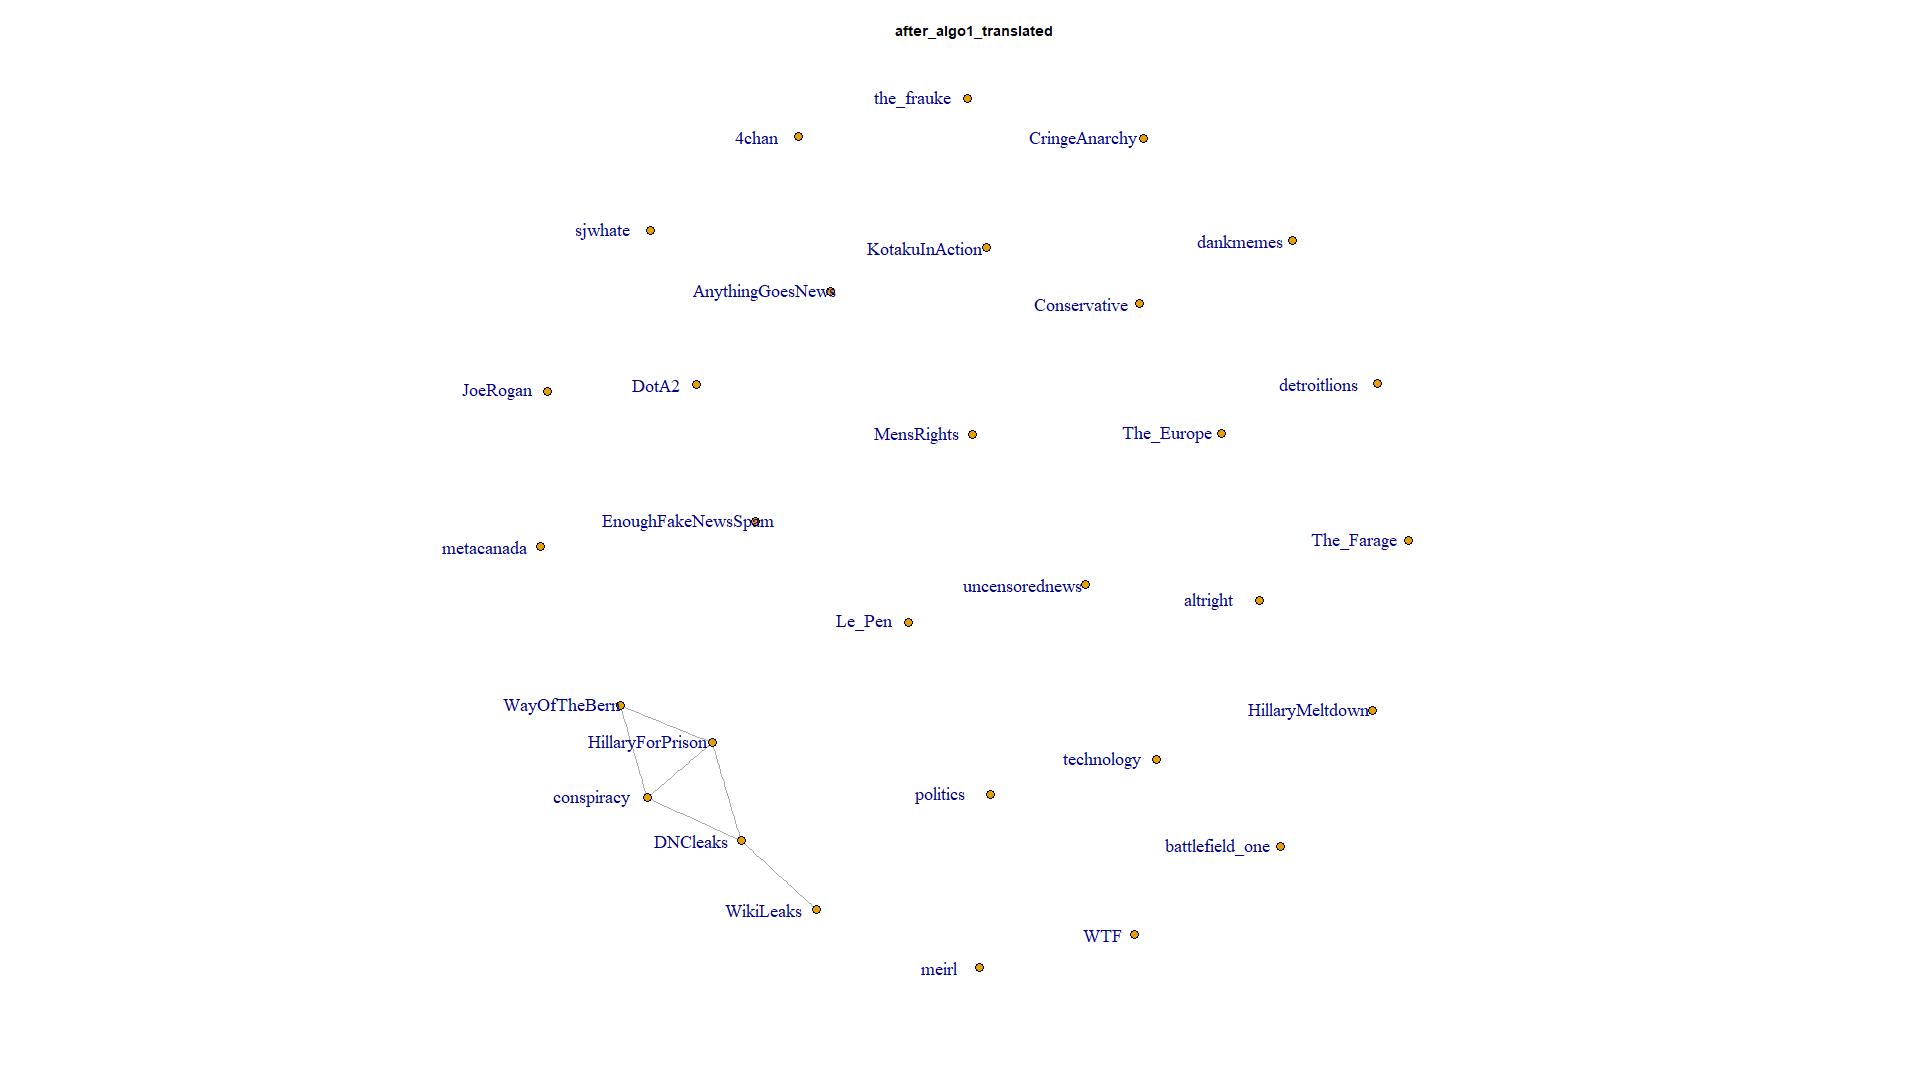 after_algo1_translated
the_frauke
4chan
CringeAnarchy
sjwhate
KotakuInAction
dankmemes
AnythingGoesNews
Conservative
JoeRogan
DotA2
detroitlions
MensRights
The_Europe
EnoughFakeNewsSpam
metacanada
The_Farage
uncensorednews
altright
Le_Pen
WayOfTheBern
HillaryMeltdown
HillaryForPrison
technology
conspiracy
politics
DNCleaks
battlefield_one
WikiLeaks
WTF
meirl